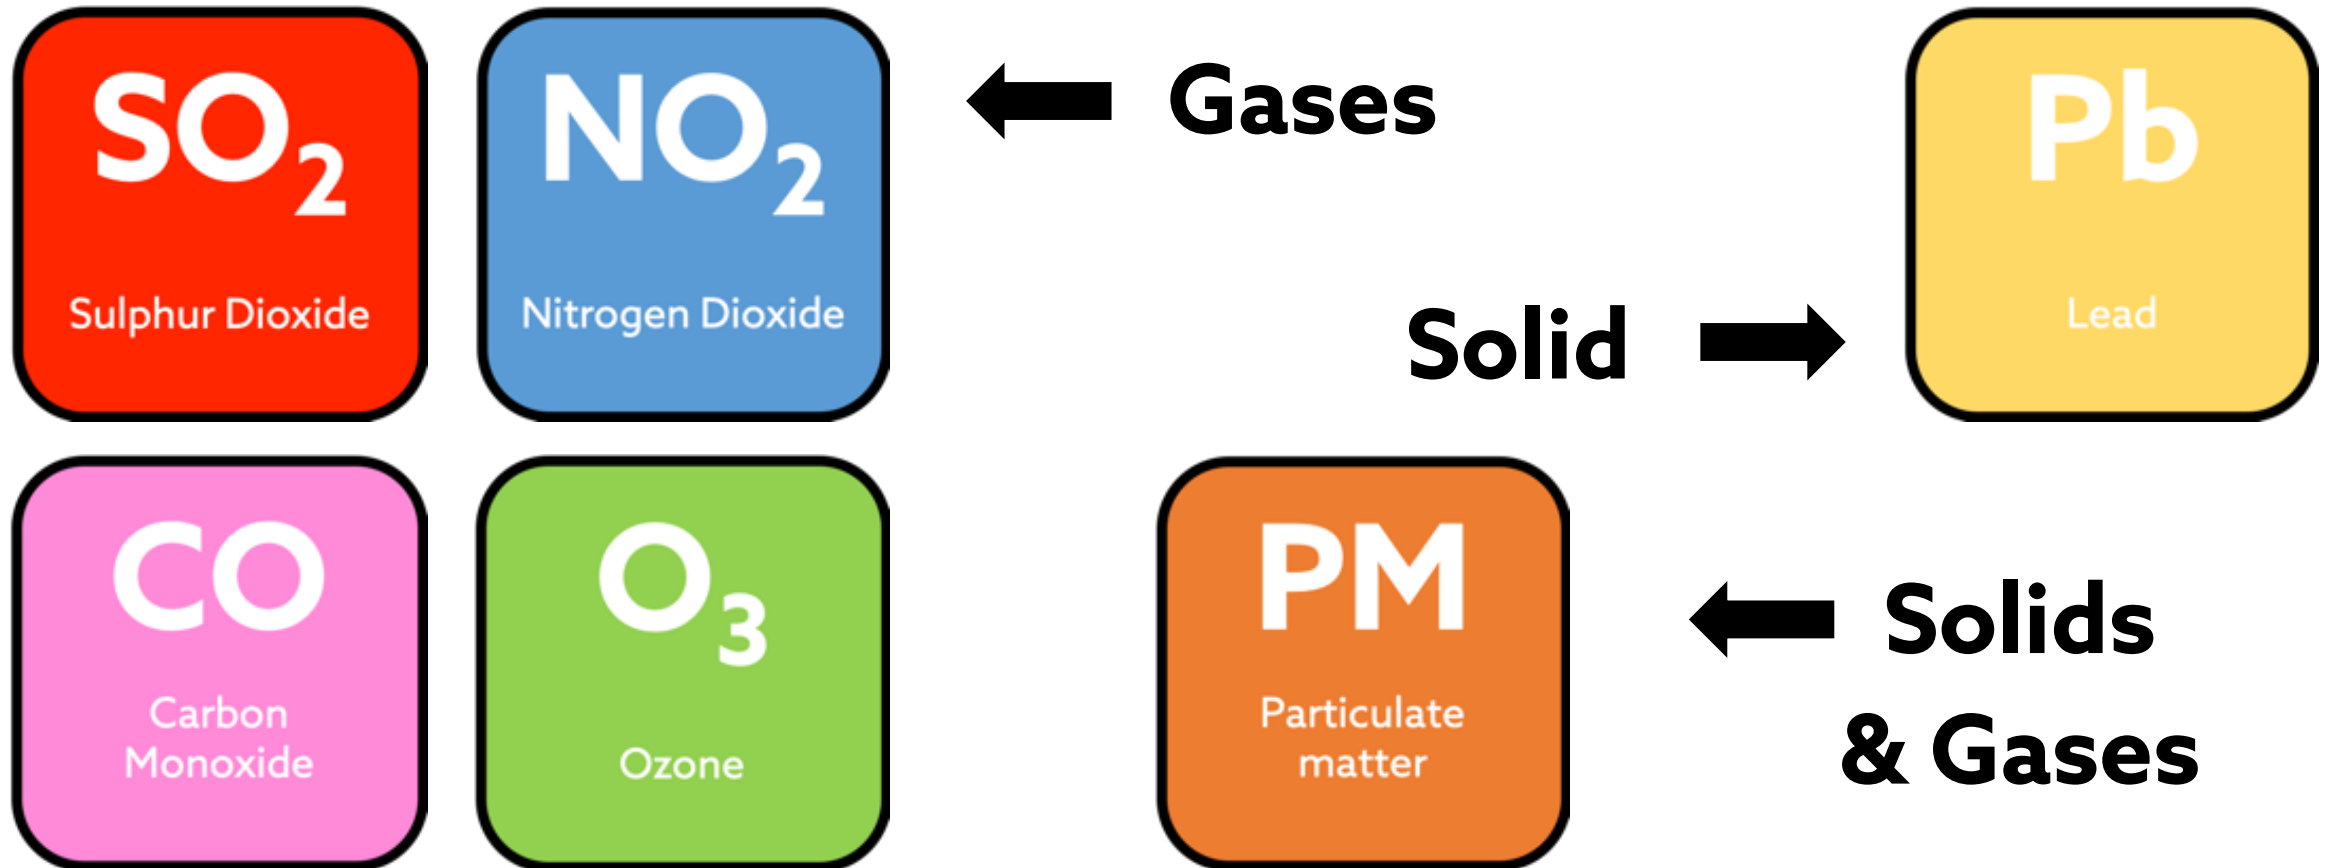 SO₂
Sulphur Dioxide
NO₂
Nitrogen Dioxide
Gases
Solid
Pb
Lead
CO
Carbon
Monoxide
O₃
Ozone
PM
Particulate
matter
Solids
& Gases